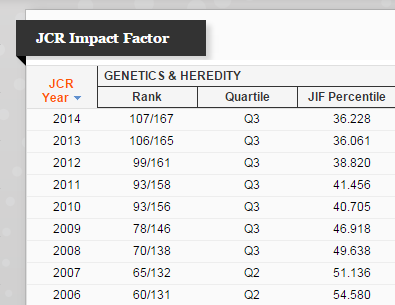 JCR Impact Factor
JCR Year GENETICS & HEREDITY
Rank Quartile JIF Percentile
2014 107/167 Q3 36.228
2013 106/165 Q3 36.061
2012 99/161 Q3 38.820
2011 93/158 Q3 41.456
2010 93/156 Q3 40.705
2009 78/146 Q3 46.918
2008 70/138 Q3 49.638
2007 65/132 Q2 51.136
2006 60/131 Q2 54.580